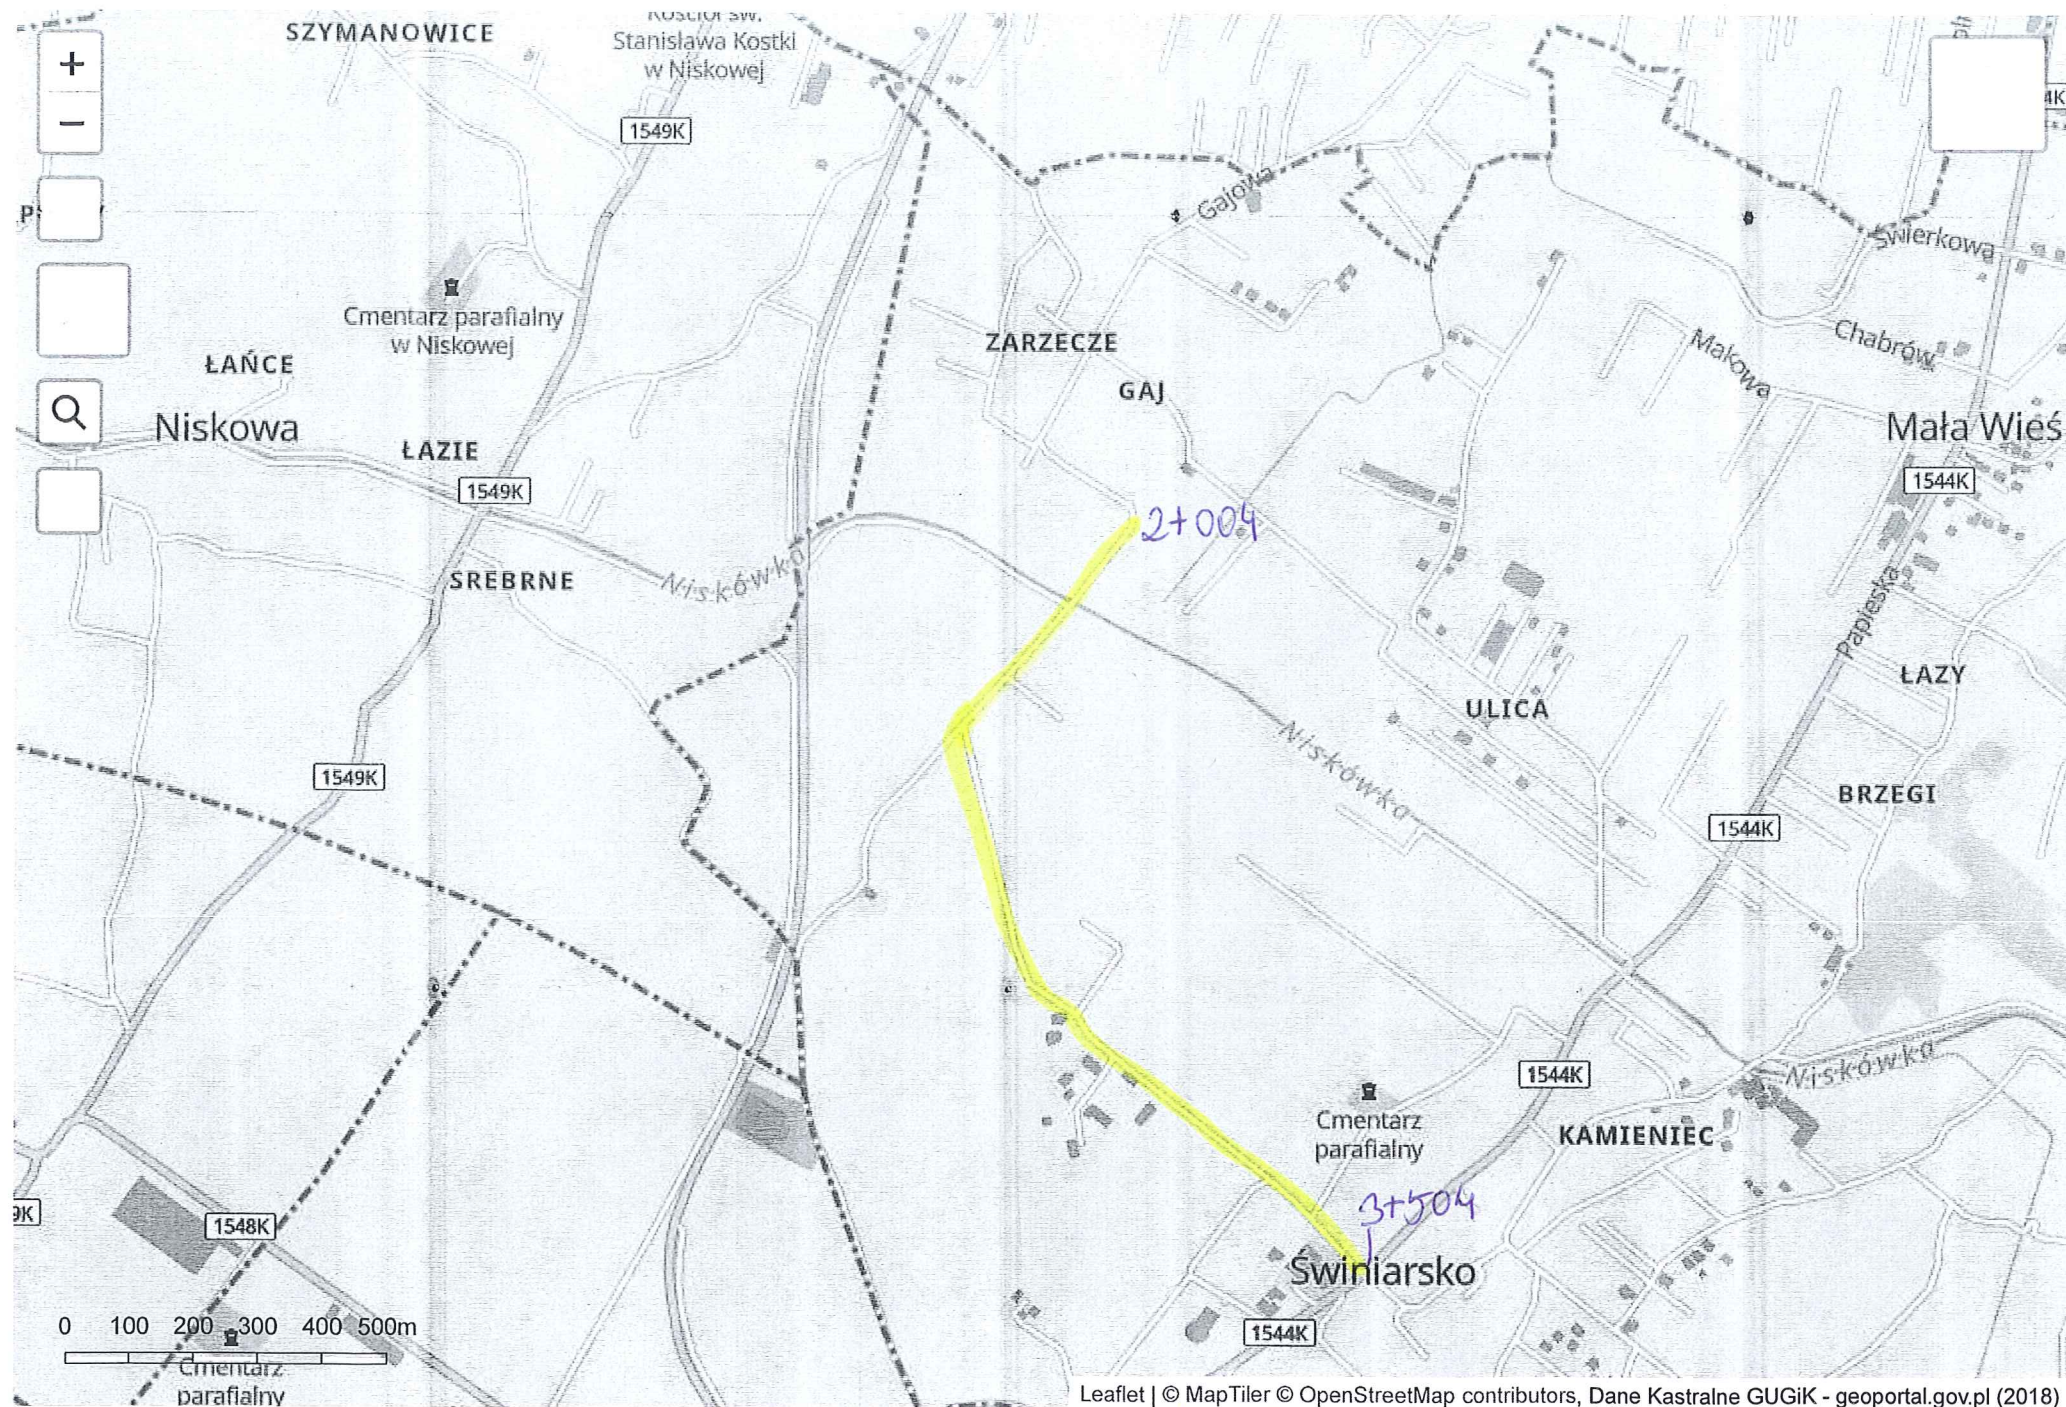 SZYMANOWICE
Kościół św.
Stanisława Kostki
w Niskowej
+
−
1549K
4K
Gajowa
Świerkowa
Cmentarz parafialny
w Niskowej
ZARZECZE
Makowa
Chabrów
ŁAŃCE
GAJ
Niskowa
Mała Wieś
ŁAZIE
1549K
1544K
2+004
Niskówka
SREBRNE
Papieska
ŁAZY
ULICA
Niskówka
1549K
BRZEGI
1544K
Niskówka
1544K
Cmentarz
parafialny
KAMIENIEC
3+504
9K
1548K
Świniarsko
1544K
0 100 200 300 400 500m
Cmentarz
parafialny
Leaflet | © MapTiler © OpenStreetMap contributors, Dane Kastralne GUGiK - geoportal.gov.pl (2018)